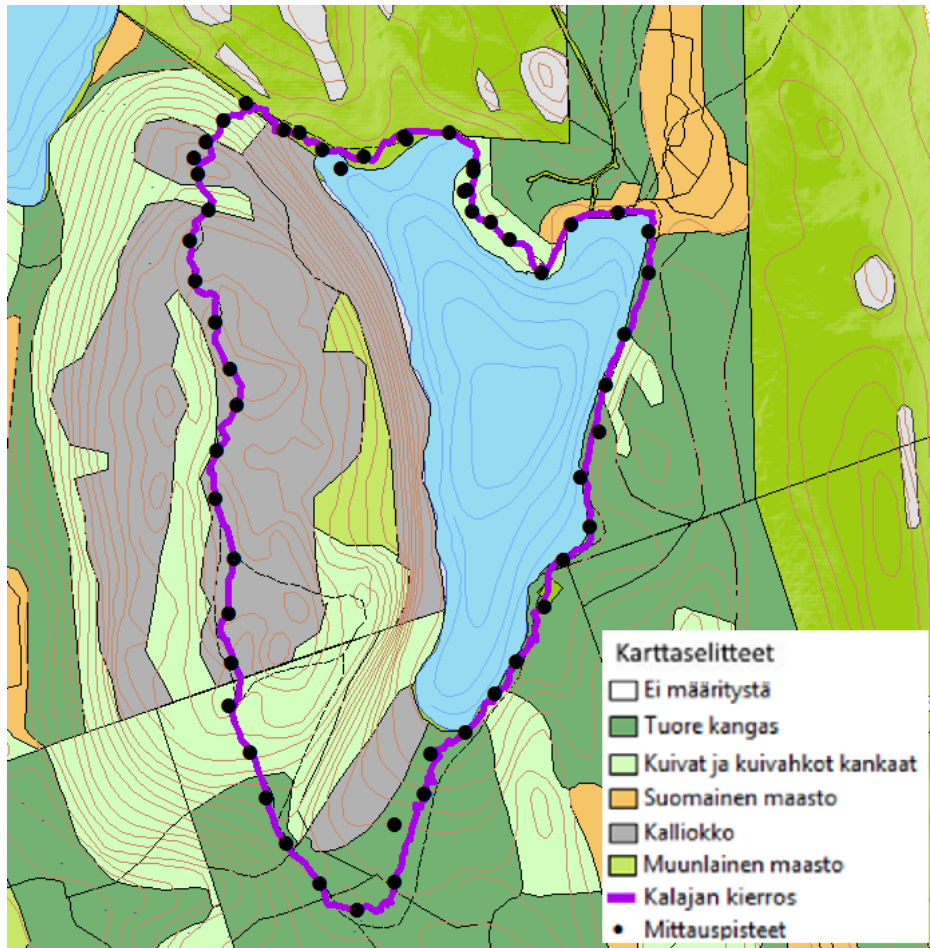 Karttaselitteet
Ei määritystä
Tuore kangas
Kuivat ja kuivahkot kankaat
Suomainen maasto
Kalliokko
Muunlainen maasto
Kalajan kierros
Mittauspisteet